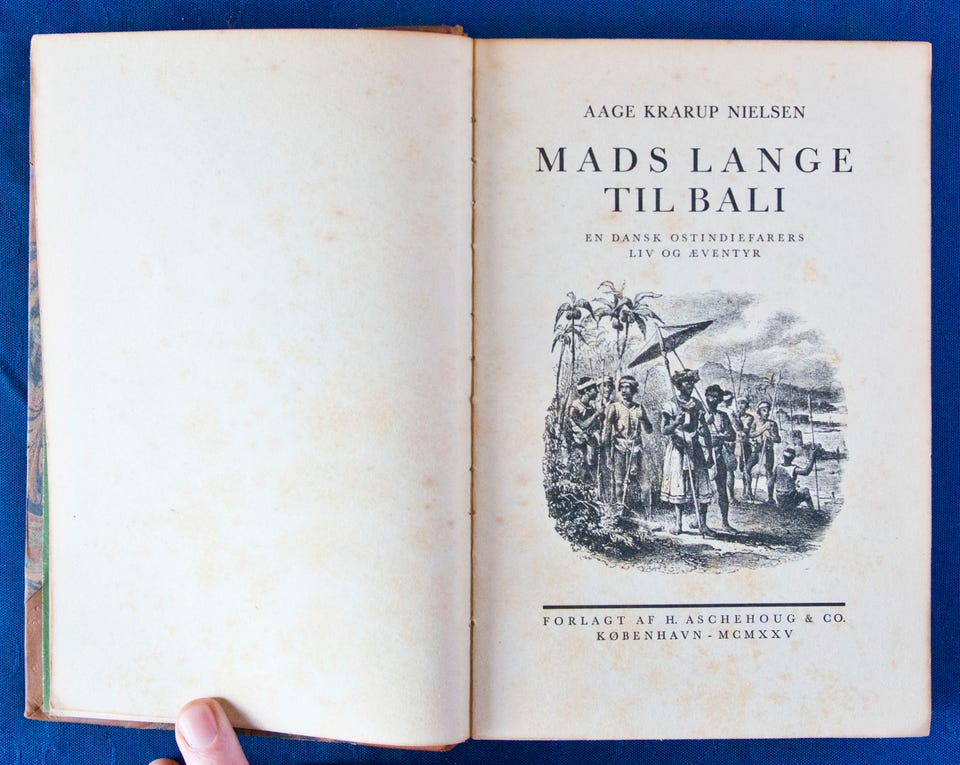 AAGE KRARUP NIELSEN
MADS LANGE
TIL BALI
EN DANSK OSTINDIEFARERS
LIV OG ÆVENTYR
FORLAGT AF H. ASCHEHOUG & CO.
KØBENHAVN - MCMXXV